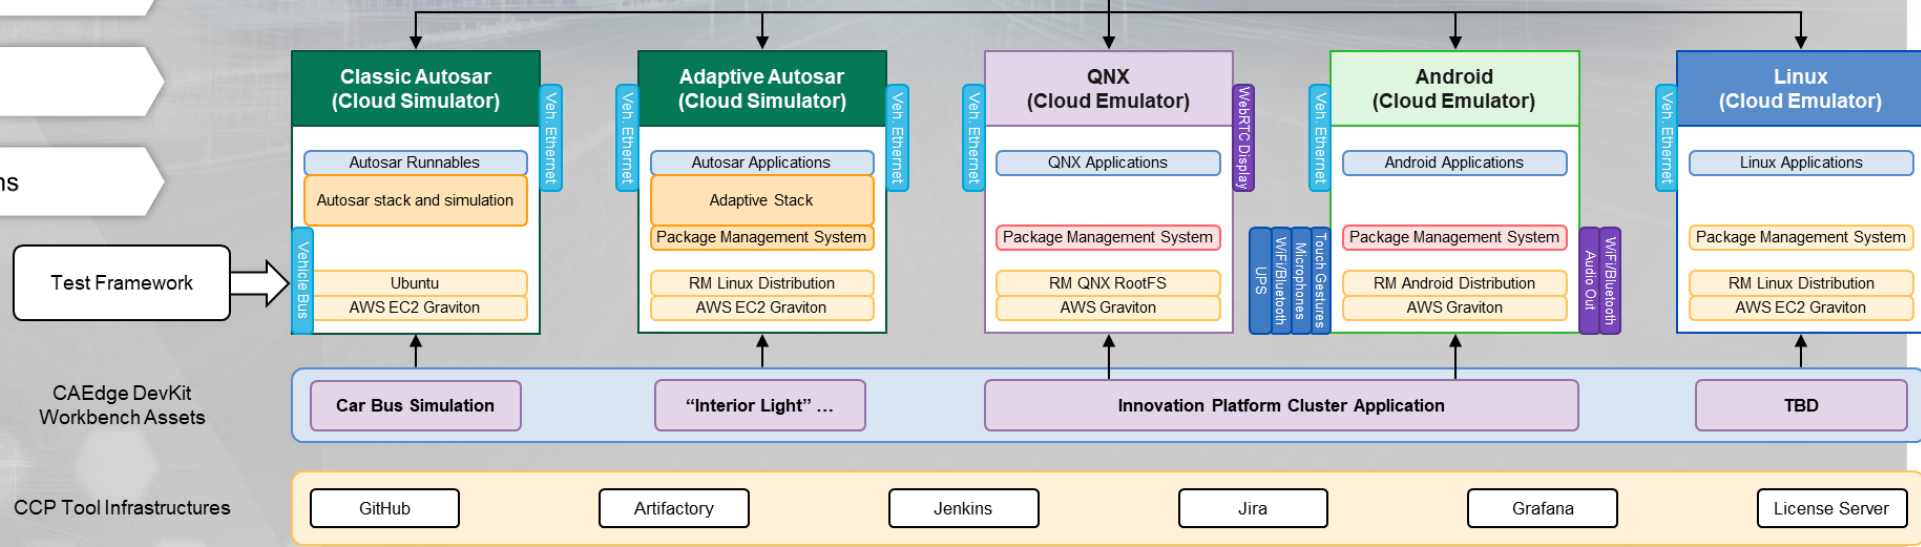 Classic Autosar
(Cloud Simulator)
Veh. Ethernet
Autosar Runnables
Autosar stack and simulation
Vehicle Bus
Ubuntu
AWS EC2 Graviton
Veh. Ethernet
Adaptive Autosar
(Cloud Simulator)
Veh. Ethernet
Autosar Applications
Adaptive Stack
Package Management System
RM Linux Distribution
AWS EC2 Graviton
Veh. Ethernet
QNX
(Cloud Emulator)
WebRTC Display
QNX Applications
Package Management System
RM QNX RootFS
AWS Graviton
Veh. Ethernet
Android
(Cloud Emulator)
Android Applications
Touch Gestures
Microphones
WiFi/Bluetooth
UPS
Package Management System
RM Android Distribution
AWS Graviton
WiFi/Bluetooth
Audio Out
Veh. Ethernet
Linux
(Cloud Emulator)
Linux Applications
Package Management System
RM Linux Distribution
AWS EC2 Graviton
ns
Test Framework
CAEdge DevKit
Workbench Assets
Car Bus Simulation
“Interior Light” ...
Innovation Platform Cluster Application
TBD
CCP Tool Infrastructures
GitHub
Artifactory
Jenkins
Jira
Grafana
License Server